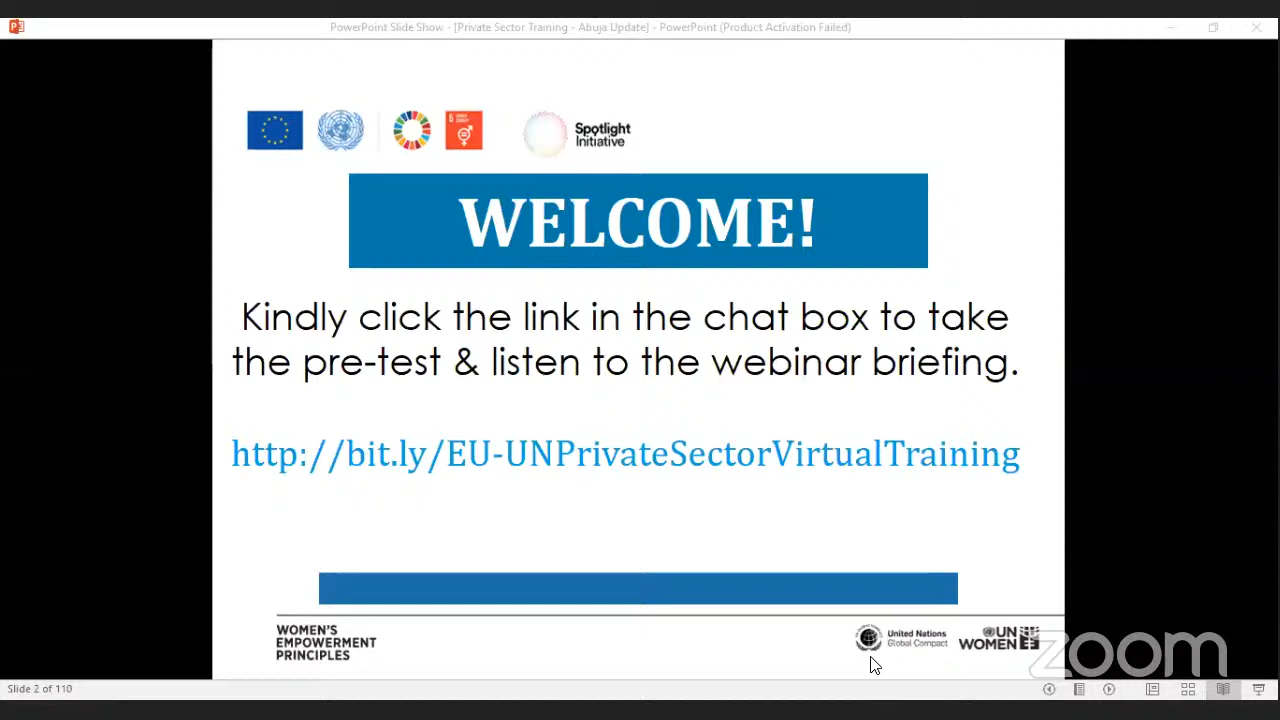 PowerPoint Slide Show - [Private Sector Training - Abuja Update] - PowerPoint (Product Activation Failed)
Spotlight
Initiative
WELCOME!
Kindly click the link in the chat box to take
the pre-test & listen to the webinar briefing.
http://bit.ly/EU-UNPrivateSectorVirtualTraining
WOMEN'S
EMPOWERMENT
PRINCIPLES
United Nations
Global Compact
UN
WOMEN
zoom
Slide 2 of 110